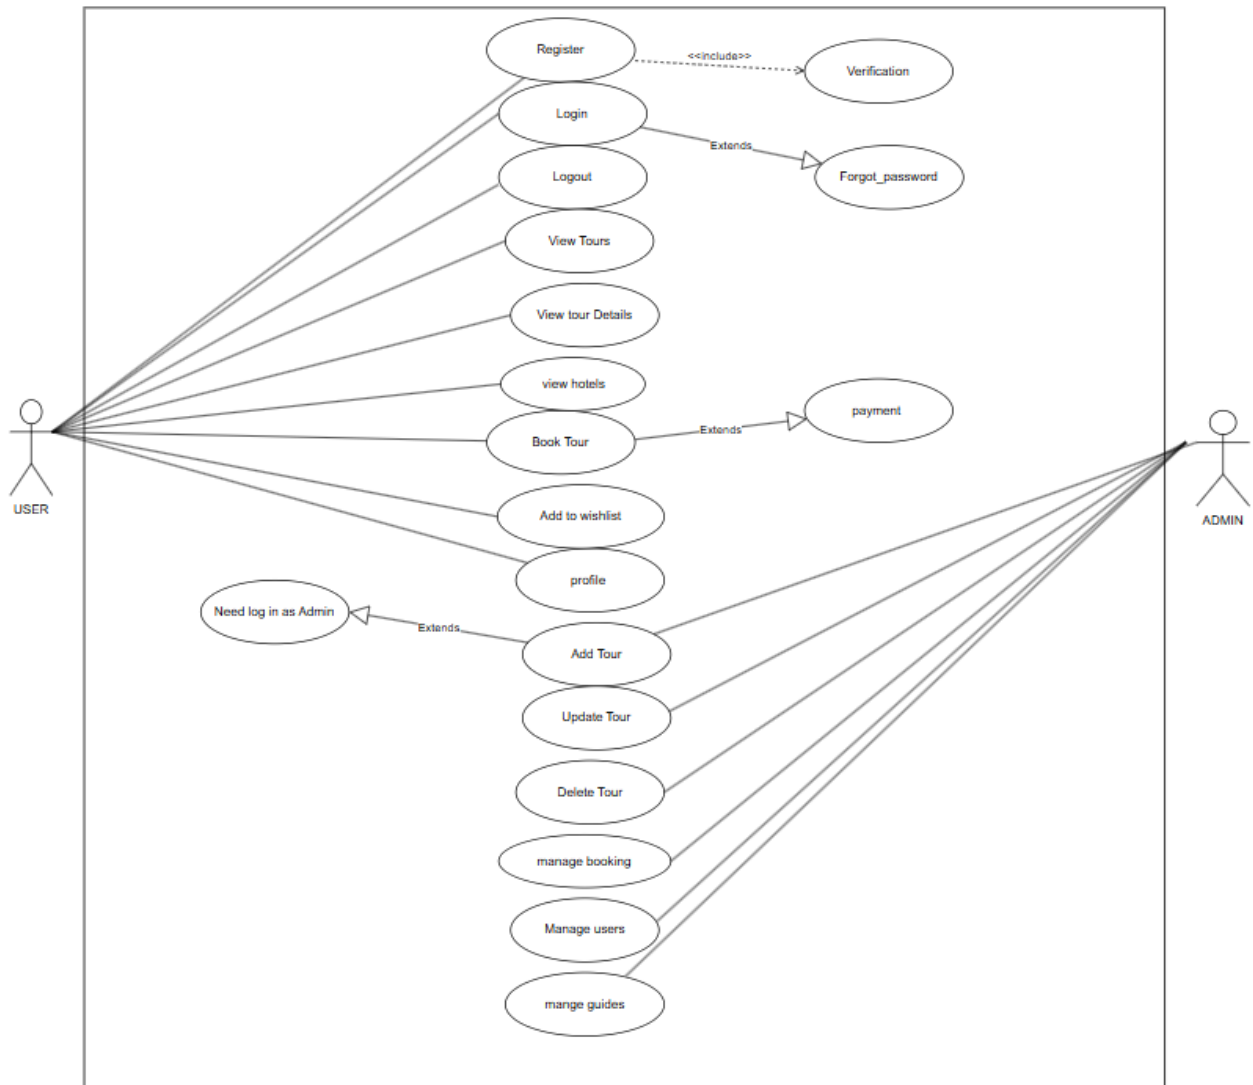 Register
<<include>>
Verification
Login
Extends
Forgot_password
Logout
View Tours
View tour Details
view hotels
Book Tour
Extends
payment
USER
Add to wishlist
ADMIN
profile
Need log in as Admin
Extends
Add Tour
Update Tour
Delete Tour
manage booking
Manage users
mange guides